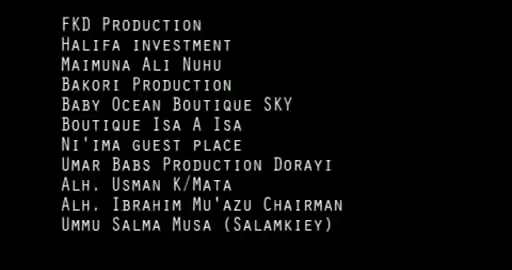 FKD Production
Halifa investment
Maimuna Ali Nuhu
Bakori Production
Baby Ocean Boutique SKY
Boutique Isa A Isa
Ni'ima guest place
Umar Babs Production Dorayi
Alh. Usman K/Mata
Alh. Ibrahim Mu'azu Chairman
Ummu Salma Musa (Salamkiey)